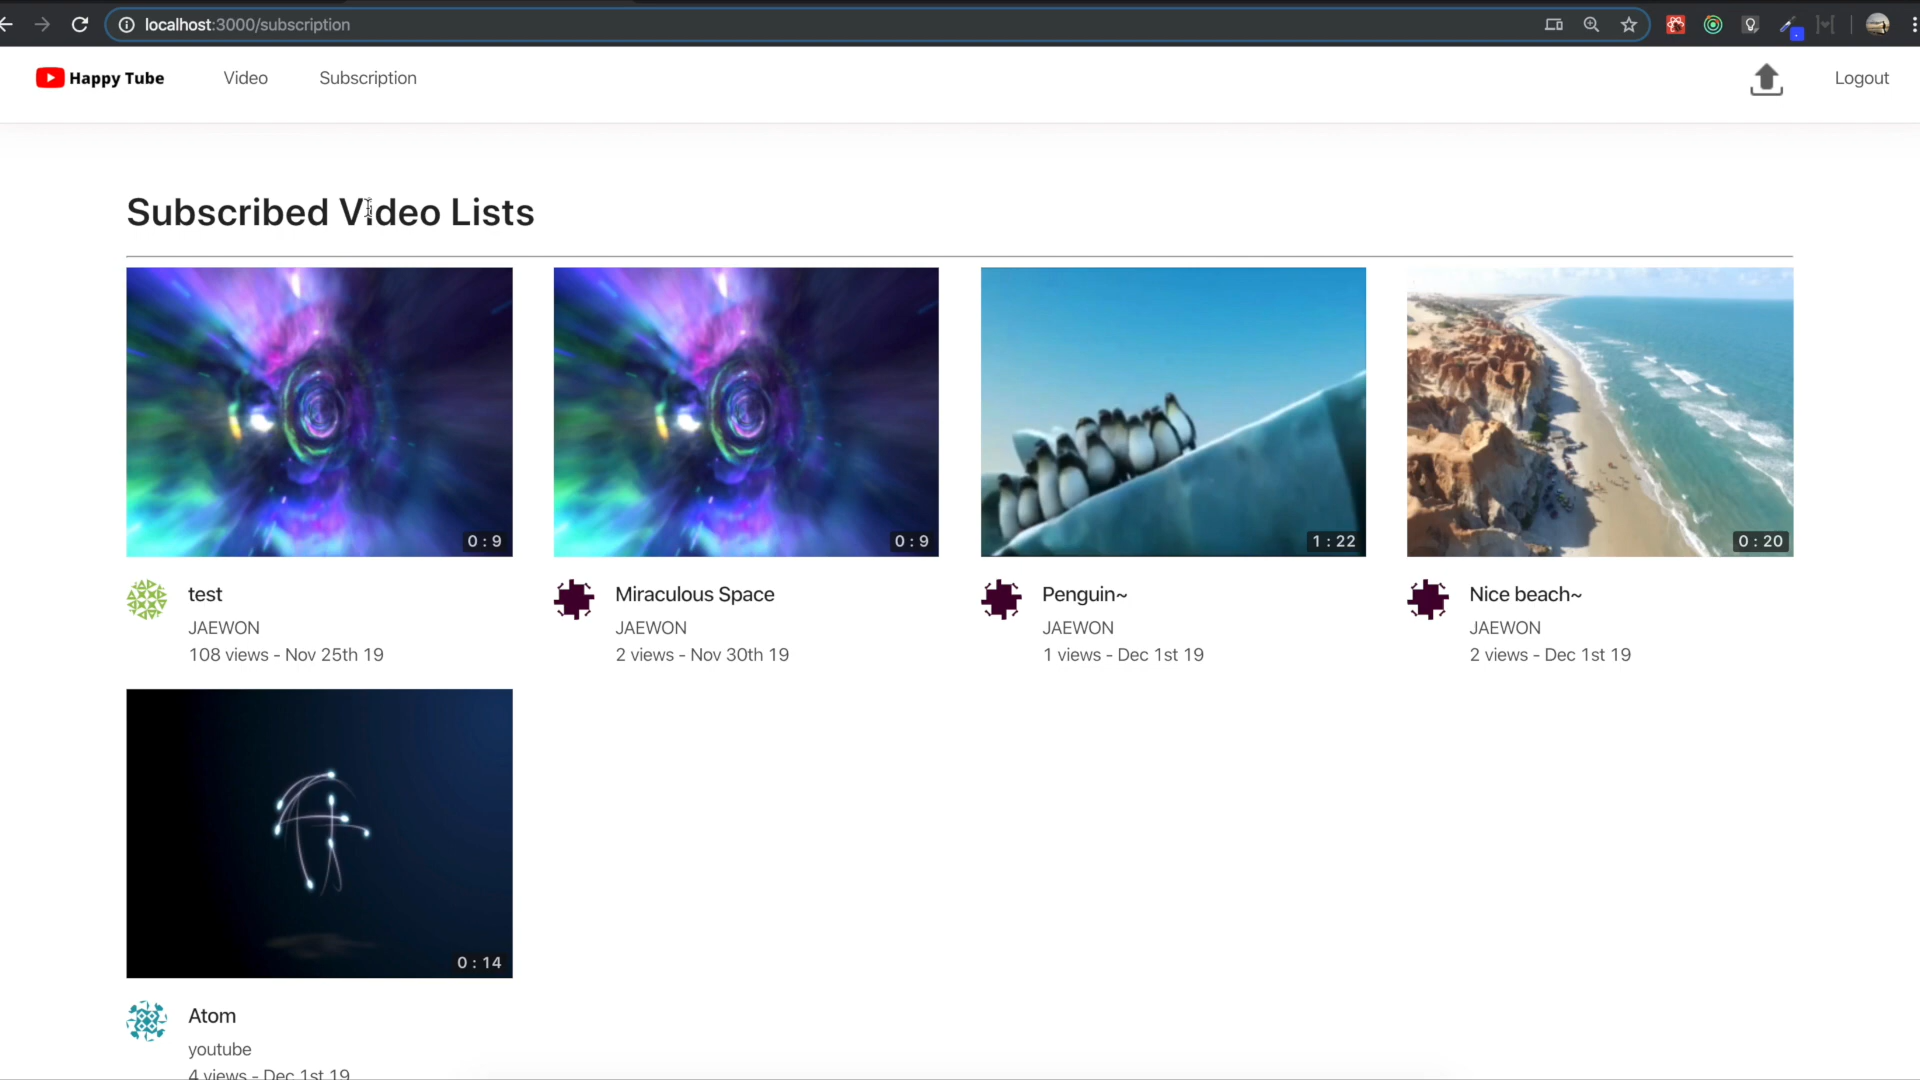 localhost:3000/subscription
Happy Tube Video Subscription Logout
Subscribed Video Lists
0 : 9
0 : 9
1 : 22
0 : 20
test
JAEWON
108 views - Nov 25th 19
Miraculous Space
JAEWON
2 views - Nov 30th 19
Penguin~
JAEWON
1 views - Dec 1st 19
Nice beach~
JAEWON
2 views - Dec 1st 19
0 : 14
Atom
youtube
4 views - Dec 1st 19